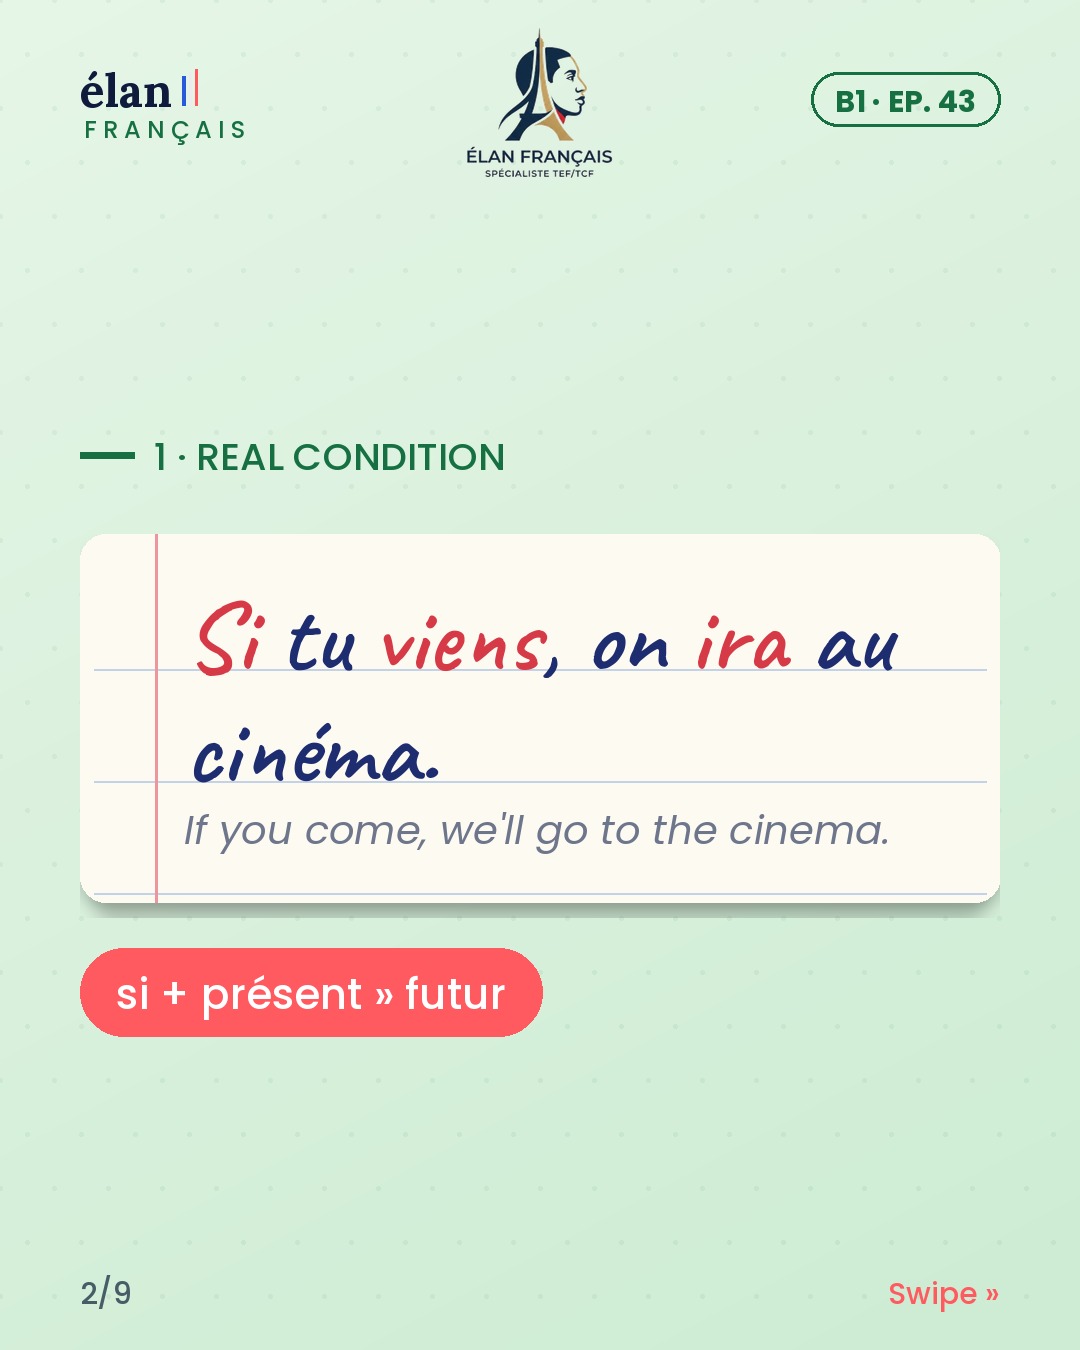 élan
FRANÇAIS
ÉLAN FRANÇAIS
SPÉCIALISTE TEF/TCF
B1 · EP. 43
1 · REAL CONDITION
Si tu viens, on ira au
cinéma.
If you come, we'll go to the cinema.
si + présent » futur
2/9
Swipe »